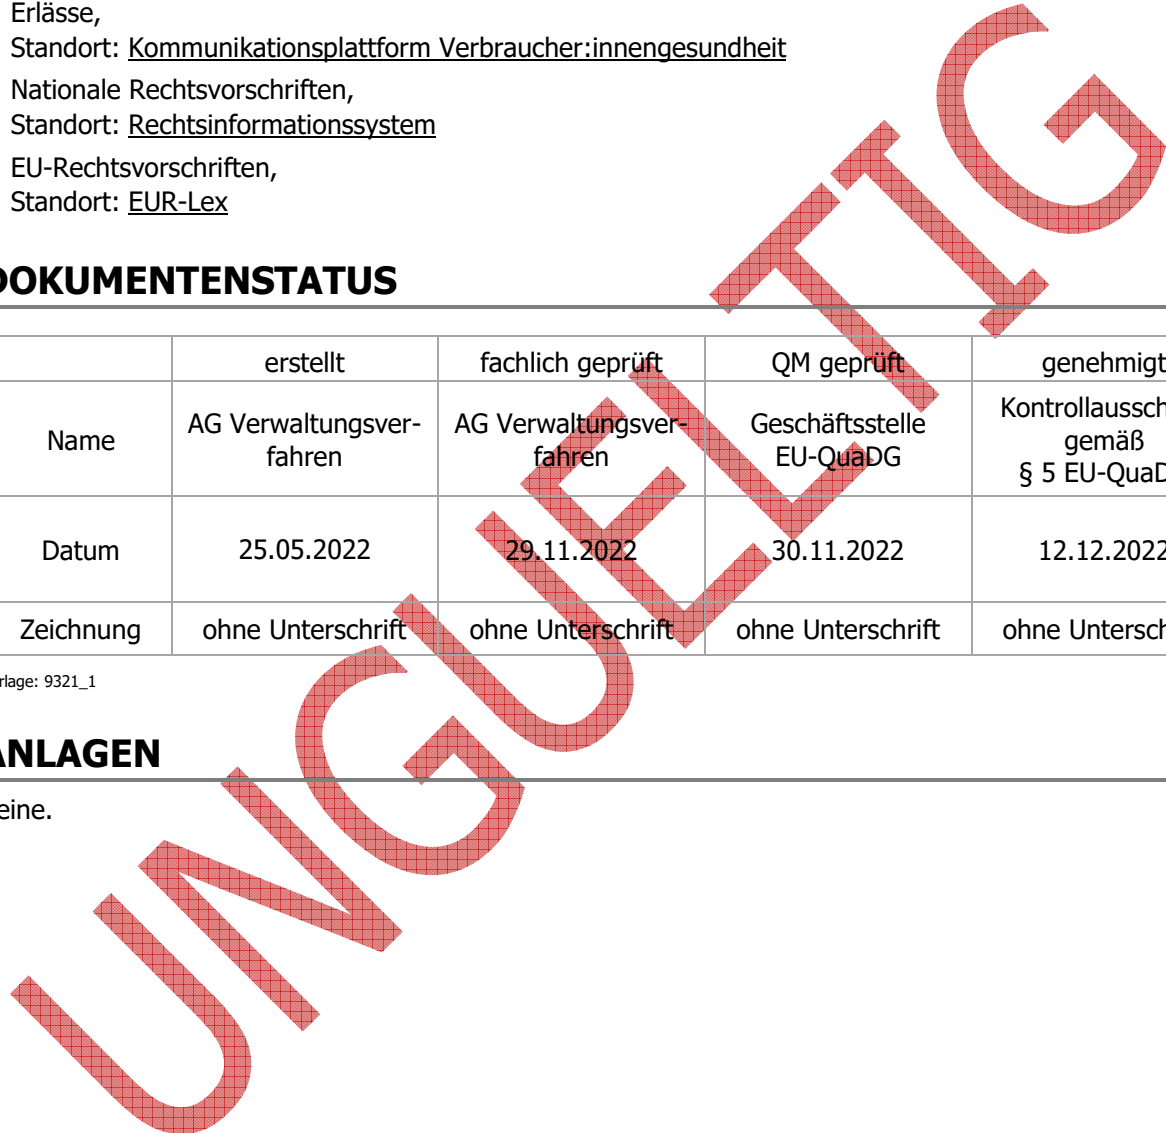 Erlässe,
Standort: Kommunikationsplattform Verbraucher:innengesundheit
Nationale Rechtsvorschriften,
Standort: Rechtsinformationssystem
EU-Rechtsvorschriften,
Standort: EUR-Lex
DOKUMENTENSTATUS
erstellt fachlich geprüft QM geprüft genehmigt
Name AG Verwaltungsver-
fahren AG Verwaltungsver-
fahren Geschäftsstelle
EU-QuaDG Kontrollaussch
gemäß
§ 5 EU-QuaD
Datum 25.05.2022 29.11.2022 30.11.2022 12.12.2022
Zeichnung ohne Unterschrift ohne Unterschrift ohne Unterschrift ohne Untersch
rlage: 9321_1
ANLAGEN
eine.
UNGUELTIG